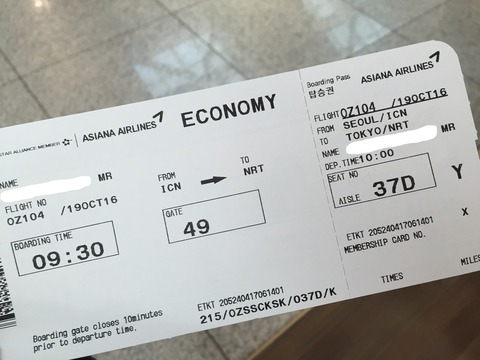 STAR ALLIANCE MEMBER
ASIANA AIRLINES
ECONOMY
NAME
MR
FROM
ICN
TO
NRT
FLIGHT NO
OZ104 /19OCT16
BOARDING TIME
09:30
GATE
49
Boarding gate closes 10minutes
prior to departure time.
ETKT 205240417061401
215/OZSSCKSK/037D/K
Boarding Pass
탑승권
ASIANA AIRLINES
FLIGHT OZ104 /19OCT16
FROM SEOUL/ICN
TO TOKYO/NRT
NAME MR
DEP.TIME 10:00
SEAT NO
37D
AISLE
Y
ETKT 205240417061401
X
MEMBERSHIP CARD NO.
TIMES
MILES